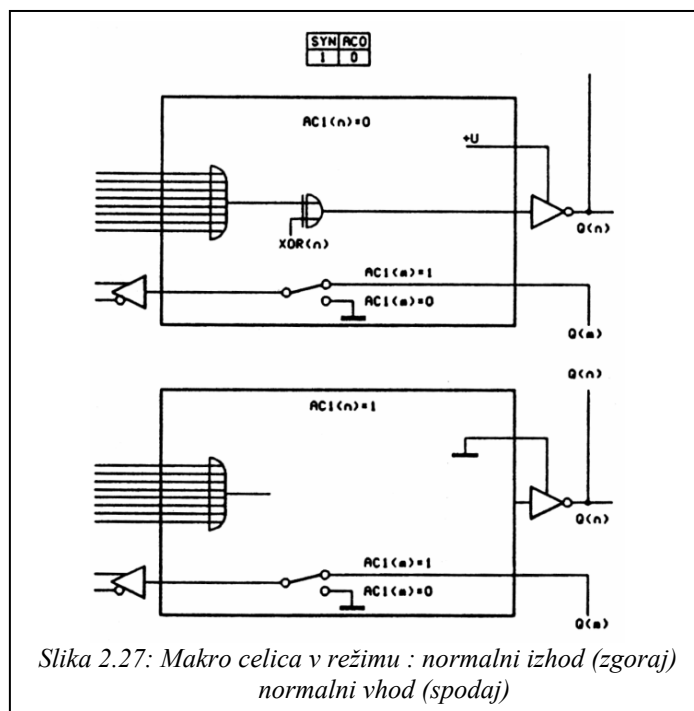 SYN AC0
1 0
AC1(n)=0
+U
XOR(n)
Q(n)
AC1(m)=1
AC1(m)=0
Q(m)
Q(n)
AC1(n)=1
Q(n)
AC1(m)=1
AC1(m)=0
Q(m)
Slika 2.27: Makro celica v režimu : normalni izhod (zgoraj)
normalni vhod (spodaj)